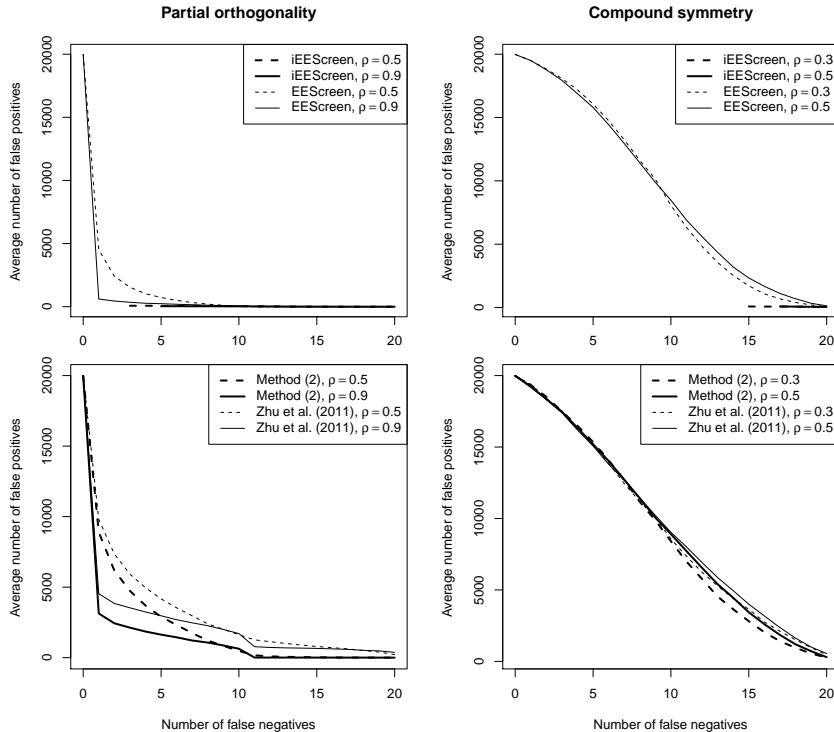 Partial orthogonality
Compound symmetry
Average number of false positives
0
5000
10000
15000
20000
0
5
10
15
20
iEEScreen, ρ = 0.5
iEEScreen, ρ = 0.9
EEScreen, ρ = 0.5
EEScreen, ρ = 0.9
Average number of false positives
0
5000
10000
15000
20000
0
5
10
15
20
iEEScreen, ρ = 0.3
iEEScreen, ρ = 0.5
EEScreen, ρ = 0.3
EEScreen, ρ = 0.5
Average number of false positives
0
5000
10000
15000
20000
0
5
10
15
20
Number of false negatives
Method (2), ρ = 0.5
Method (2), ρ = 0.9
Zhu et al. (2011), ρ = 0.5
Zhu et al. (2011), ρ = 0.9
Average number of false positives
0
5000
10000
15000
20000
0
5
10
15
20
Number of false negatives
Method (2), ρ = 0.3
Method (2), ρ = 0.5
Zhu et al. (2011), ρ = 0.3
Zhu et al. (2011), ρ = 0.5